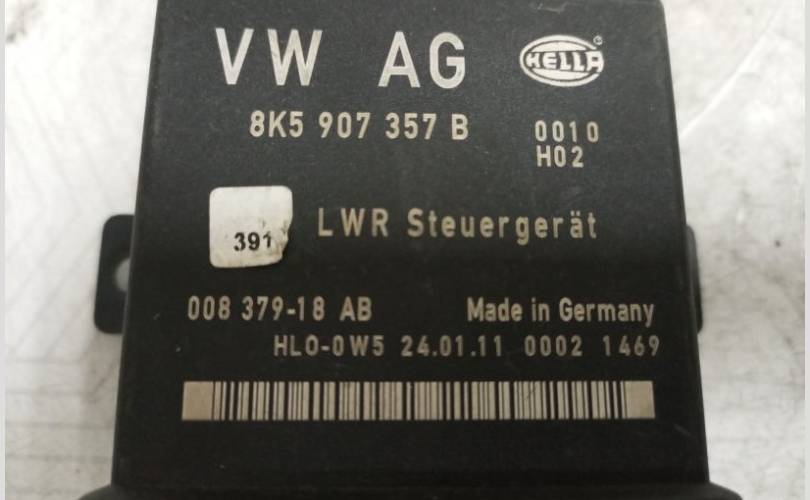 VW AG HELLA®
8K5 907 357 B 0010
H02
391
LWR Steuergerät
008 379-18 AB Made in Germany
HLO-0W5 24.01.11 0002 1469